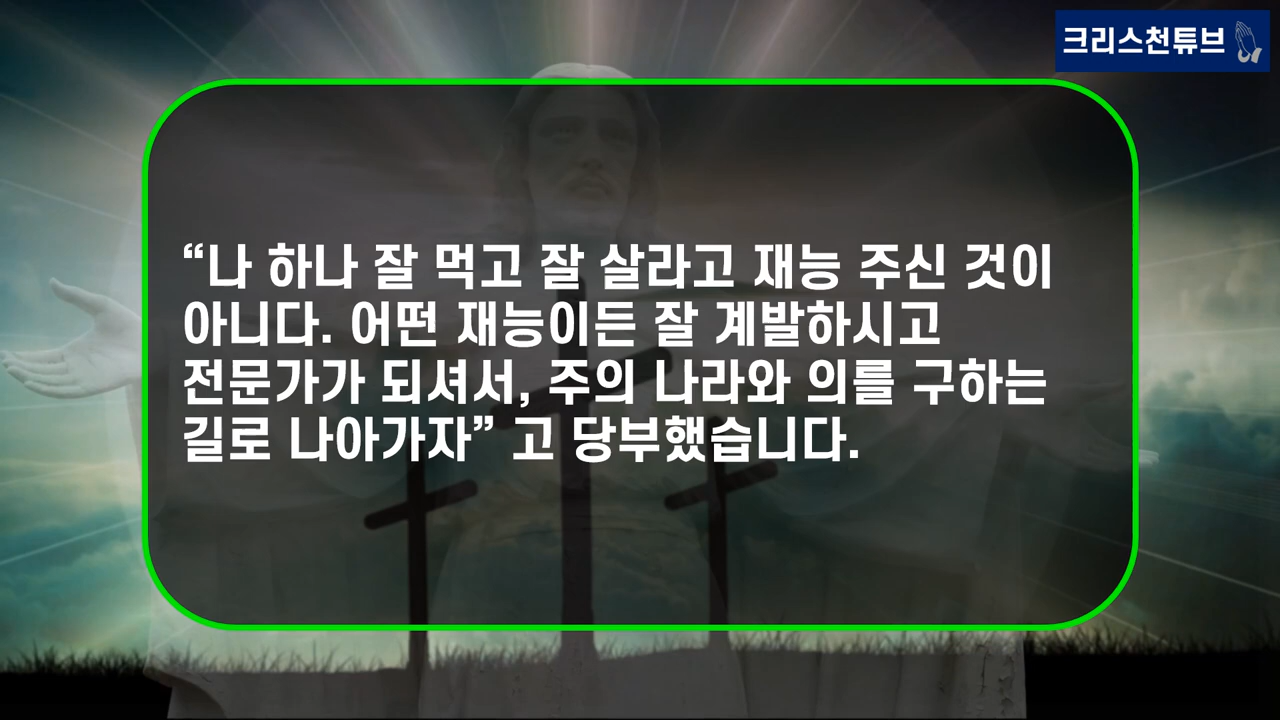 크리스천튜브
“나 하나 잘 먹고 잘 살라고 재능 주신 것이
아니다. 어떤 재능이든 잘 계발하시고
전문가가 되셔서, 주의 나라와 의를 구하는
길로 나아가자” 고 당부했습니다.